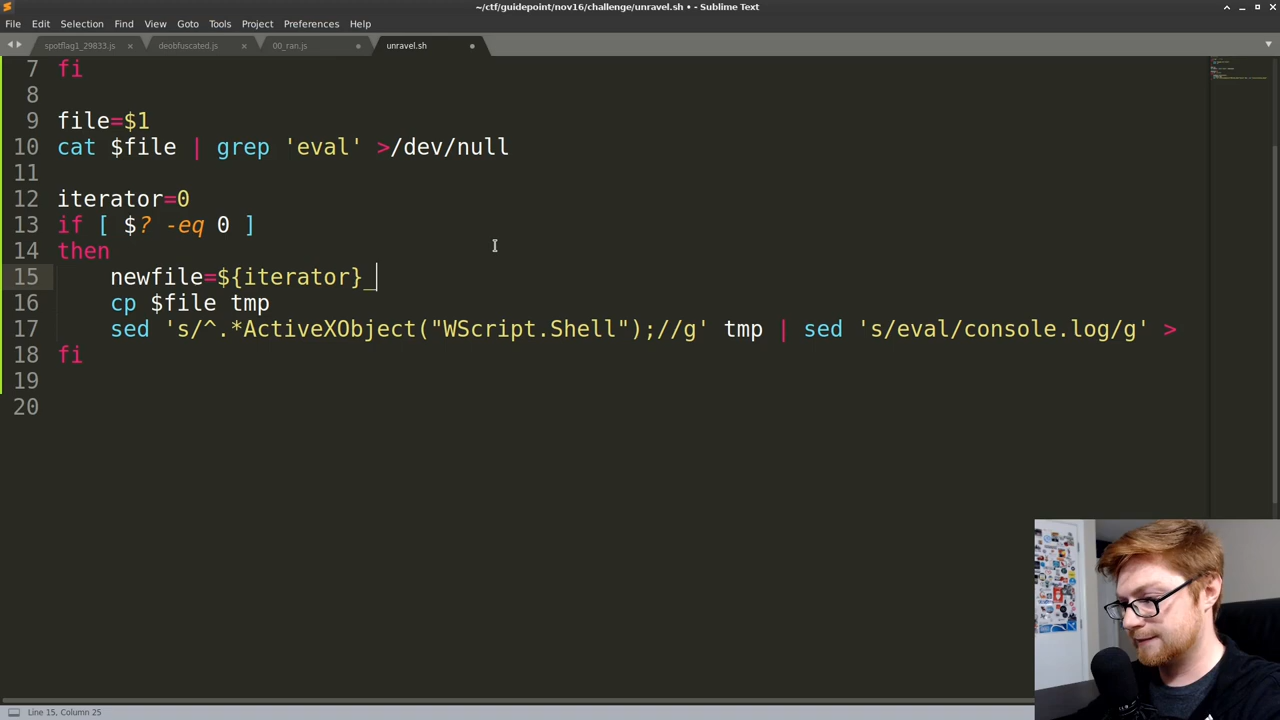 ~/ctf/guidepoint/nov16/challenge/unravel.sh • - Sublime Text
File Edit Selection Find View Goto Tools Project Preferences Help
spotflag1_29833.js × deobfuscated.js × 00_ran.js unravel.sh
7 fi
8
9 file=$1
10 cat $file | grep 'eval' >/dev/null
11
12 iterator=0
13 if [ $? -eq 0 ]
14 then
15 newfile=${iterator}_
16 cp $file tmp
17 sed 's/^.*ActiveXObject("WScript.Shell");//g' tmp | sed 's/eval/console.log/g' >
18 fi
19
20
Line 15, Column 25